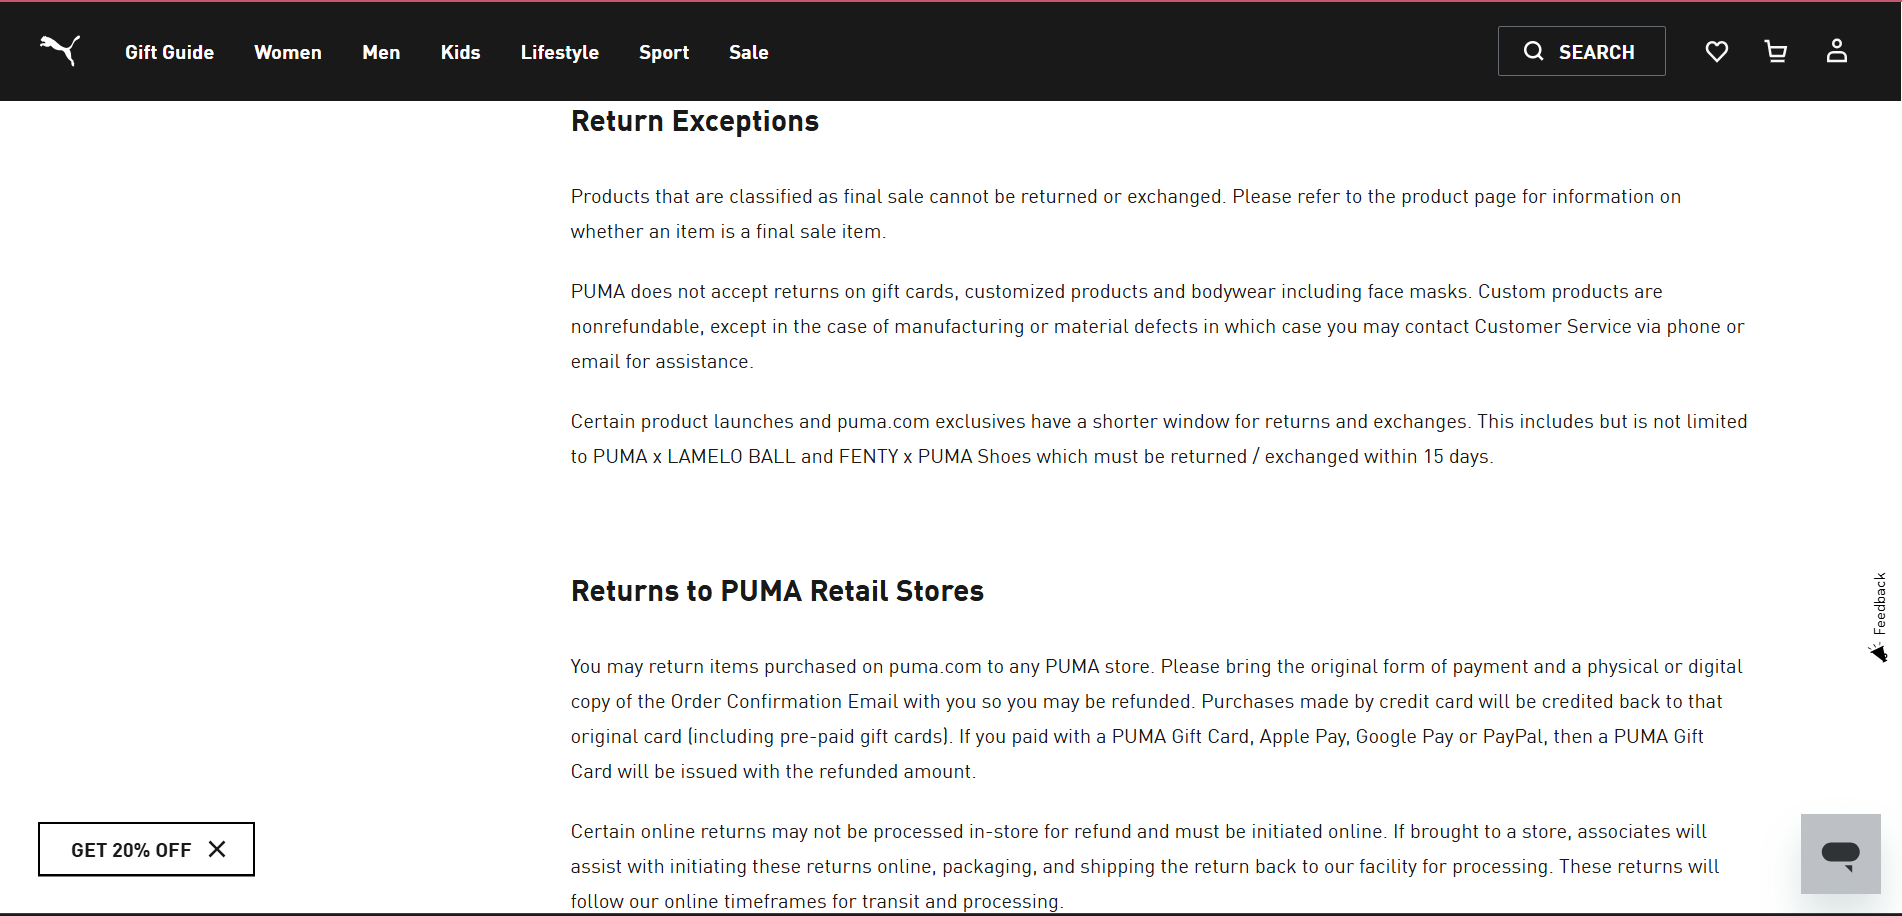 Gift Guide Women Men Kids Lifestyle Sport Sale SEARCH
Return Exceptions
Products that are classified as final sale cannot be returned or exchanged. Please refer to the product page for information on
whether an item is a final sale item.
PUMA does not accept returns on gift cards, customized products and bodywear including face masks. Custom products are
nonrefundable, except in the case of manufacturing or material defects in which case you may contact Customer Service via phone or
email for assistance.
Certain product launches and puma.com exclusives have a shorter window for returns and exchanges. This includes but is not limited
to PUMA x LAMELO BALL and FENTY x PUMA Shoes which must be returned / exchanged within 15 days.
Returns to PUMA Retail Stores
You may return items purchased on puma.com to any PUMA store. Please bring the original form of payment and a physical or digital
copy of the Order Confirmation Email with you so you may be refunded. Purchases made by credit card will be credited back to that
original card (including pre-paid gift cards). If you paid with a PUMA Gift Card, Apple Pay, Google Pay or PayPal, then a PUMA Gift
Card will be issued with the refunded amount.
Certain online returns may not be processed in-store for refund and must be initiated online. If brought to a store, associates will
assist with initiating these returns online, packaging, and shipping the return back to our facility for processing. These returns will
follow our online timeframes for transit and processing.
Feedback
GET 20% OFF